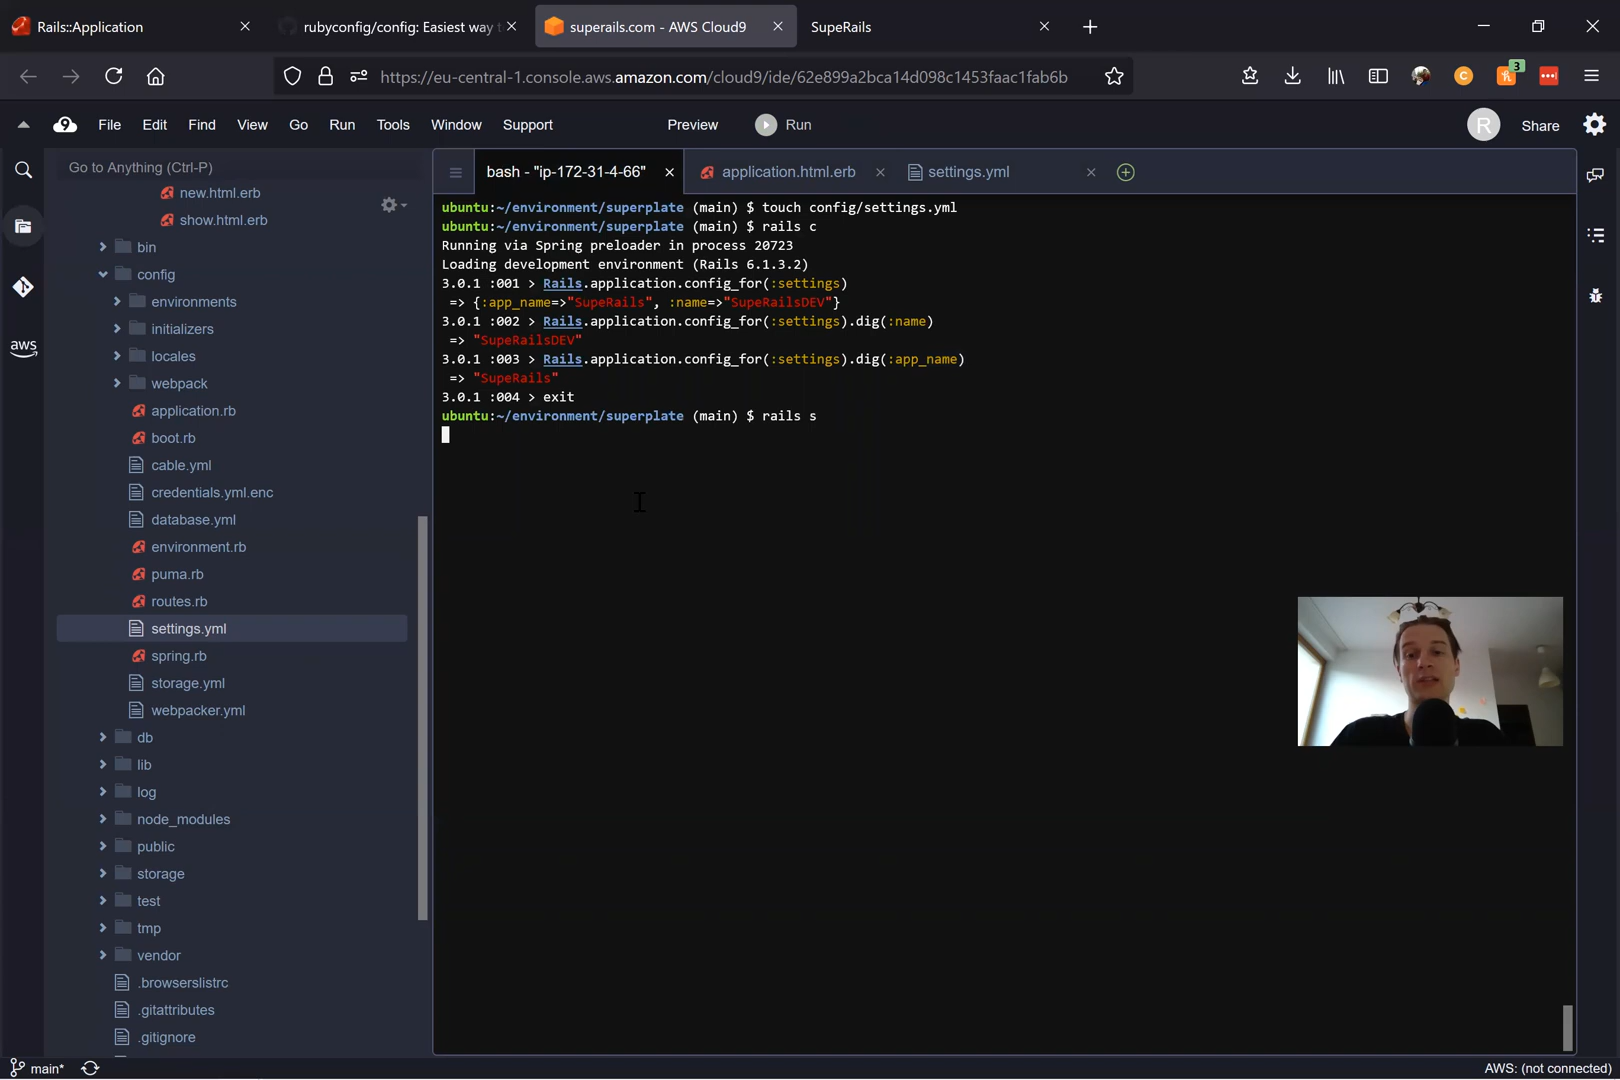 Rails::Application
rubyconfig/config: Easiest way t
superails.com - AWS Cloud9
SupeRails
https://eu-central-1.console.aws.amazon.com/cloud9/ide/62e899a2bca14d098c1453faac1fab6b
C
3
9
File
Edit
Find
View
Go
Run
Tools
Window
Support
Preview
Run
R
Share
Go to Anything (Ctrl-P)
bash - "ip-172-31-4-66"
application.html.erb
settings.yml
new.html.erb
show.html.erb
bin
config
environments
initializers
locales
webpack
application.rb
boot.rb
cable.yml
credentials.yml.enc
database.yml
environment.rb
puma.rb
routes.rb
settings.yml
spring.rb
storage.yml
webpacker.yml
db
lib
log
node_modules
public
storage
test
tmp
vendor
.browserslistrc
.gitattributes
.gitignore
aws
ubuntu:~/environment/superplate (main) $ touch config/settings.yml
ubuntu:~/environment/superplate (main) $ rails c
Running via Spring preloader in process 20723
Loading development environment (Rails 6.1.3.2)
3.0.1 :001 > Rails.application.config_for(:settings)
=> {:app_name=>"SupeRails", :name=>"SupeRailsDEV"}
3.0.1 :002 > Rails.application.config_for(:settings).dig(:name)
=> "SupeRailsDEV"
3.0.1 :003 > Rails.application.config_for(:settings).dig(:app_name)
=> "SupeRails"
3.0.1 :004 > exit
ubuntu:~/environment/superplate (main) $ rails s
main*
AWS: (not connected)